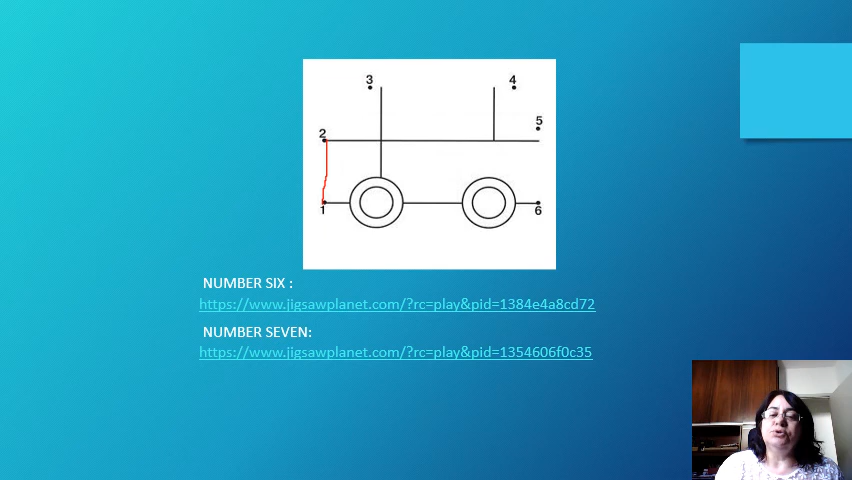 3 4
5
2
1 6
NUMBER SIX :
https://www.jigsawplanet.com/?rc=play&pid=1384e4a8cd72
NUMBER SEVEN:
https://www.jigsawplanet.com/?rc=play&pid=1354606f0c35